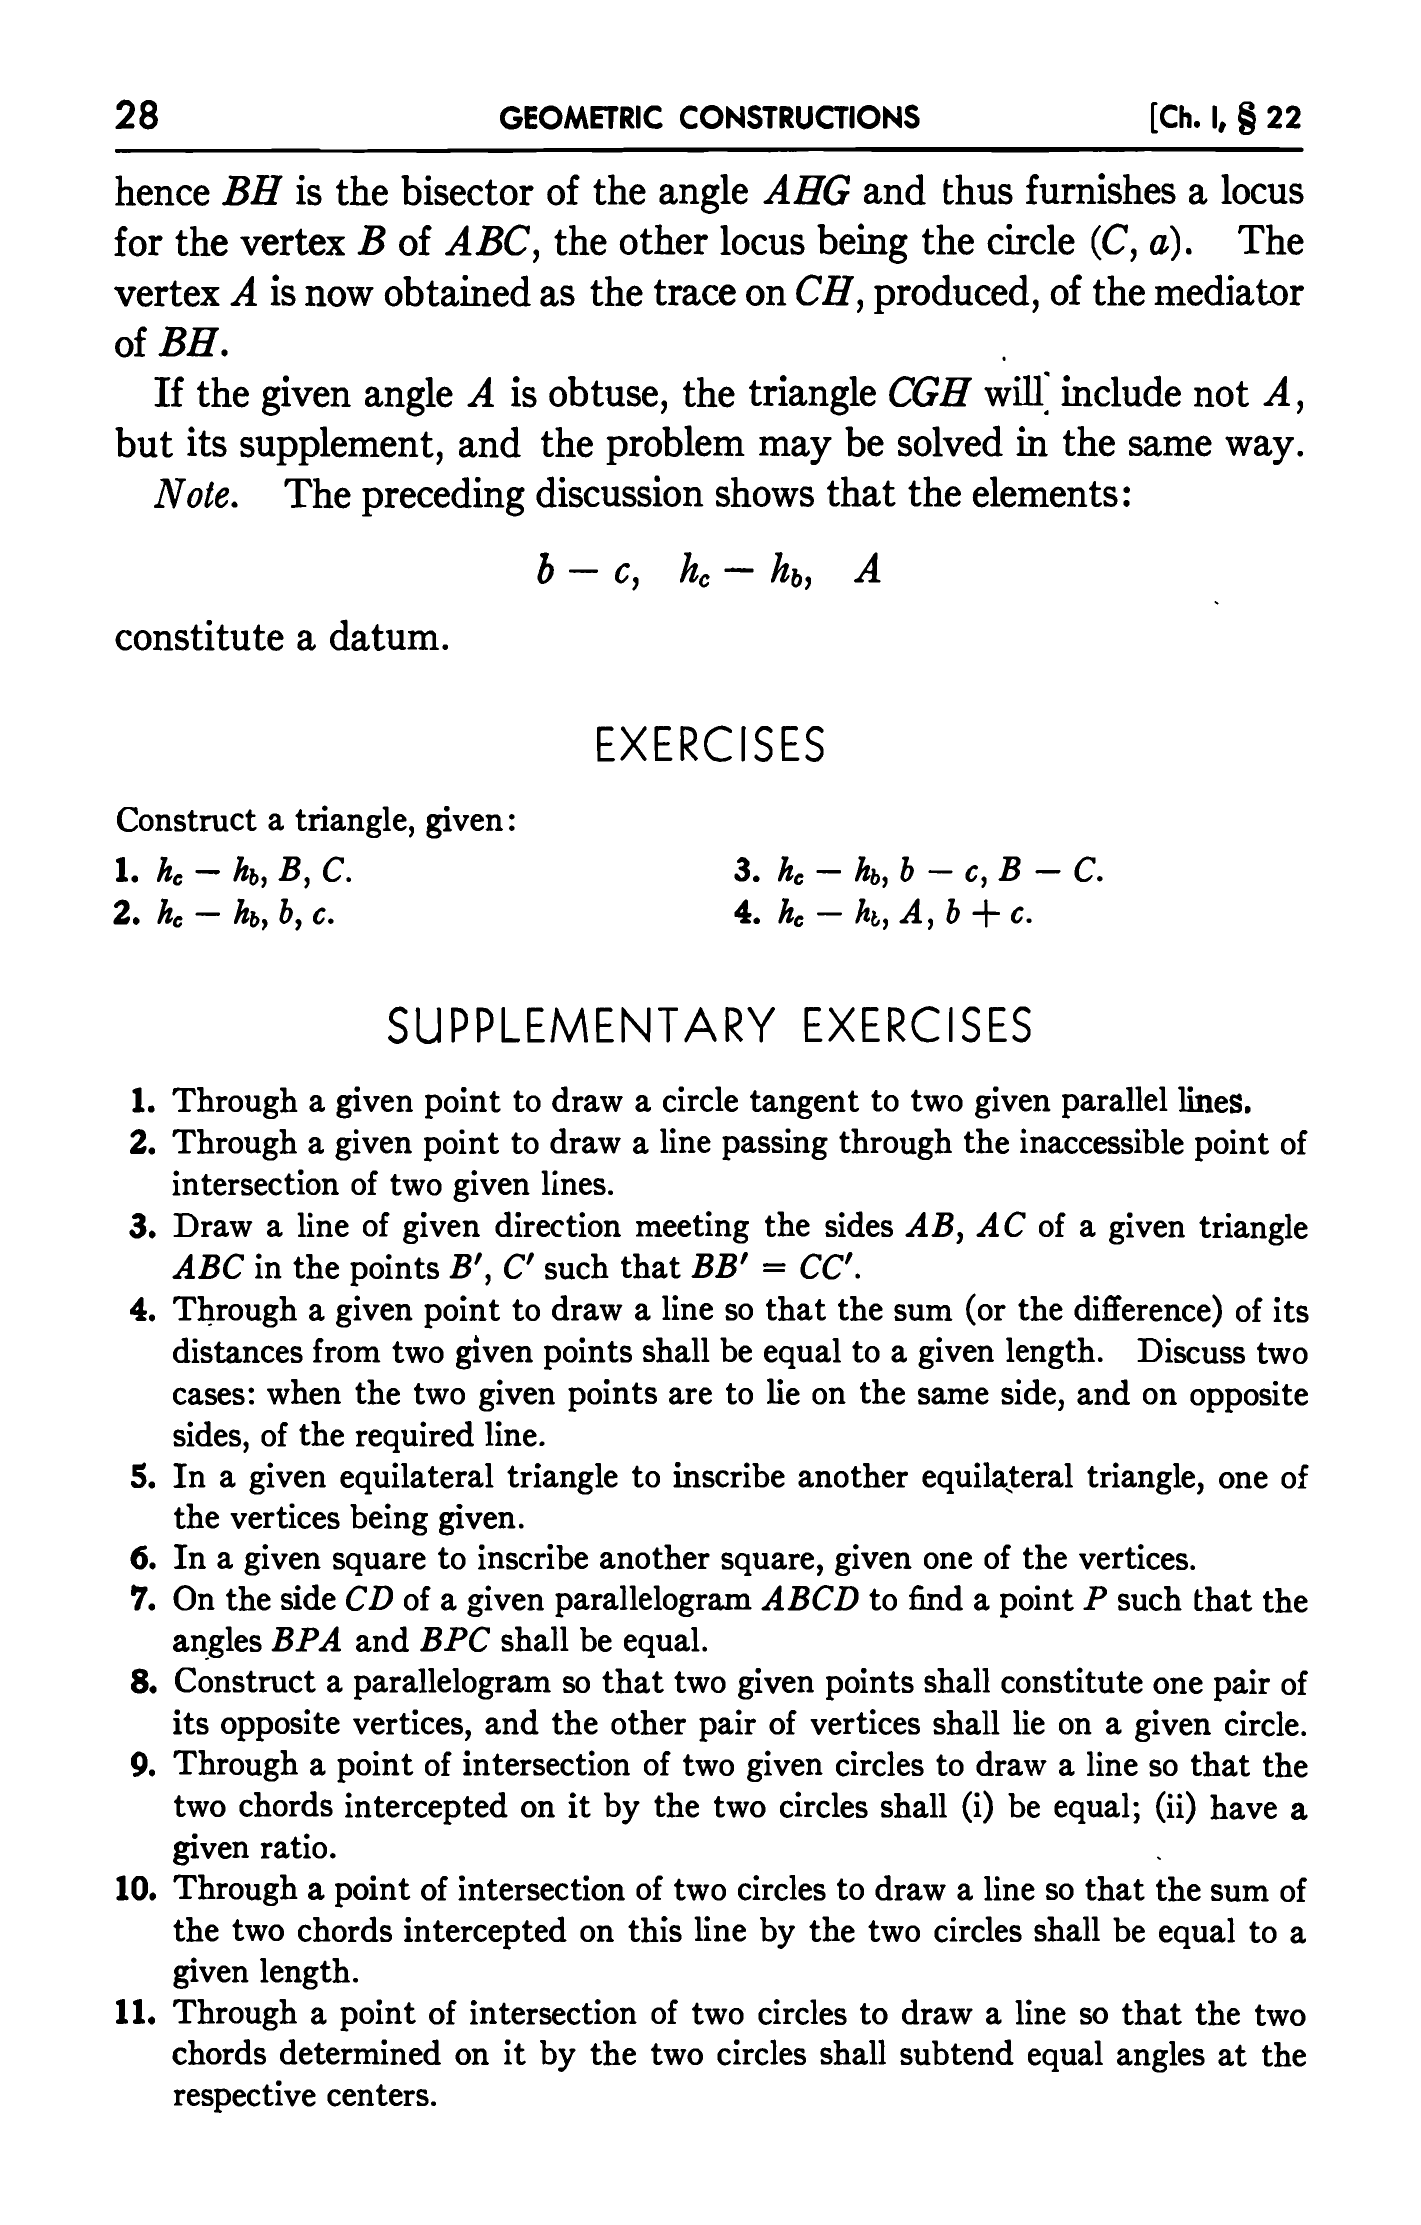 28 GEOMETRIC CONSTRUCTIONS [Ch. I, § 22
hence BH is the bisector of the angle AHG and thus furnishes a locus
for the vertex B of ABC, the other locus being the circle (C, a). The
vertex A is now obtained as the trace on CH, produced, of the mediator
of BH.
If the given angle A is obtuse, the triangle CGH will include not A,
but its supplement, and the problem may be solved in the same way.
Note. The preceding discussion shows that the elements:
b − c, h_c − h_b, A
constitute a datum.
EXERCISES
Construct a triangle, given:
1. h_c − h_b, B, C.
2. h_c − h_b, b, c.
3. h_c − h_b, b − c, B − C.
4. h_c − h_b, A, b + c.
SUPPLEMENTARY EXERCISES
1. Through a given point to draw a circle tangent to two given parallel lines.
2. Through a given point to draw a line passing through the inaccessible point of
intersection of two given lines.
3. Draw a line of given direction meeting the sides AB, AC of a given triangle
ABC in the points B′, C′ such that BB′ = CC′.
4. Through a given point to draw a line so that the sum (or the difference) of its
distances from two given points shall be equal to a given length. Discuss two
cases: when the two given points are to lie on the same side, and on opposite
sides, of the required line.
5. In a given equilateral triangle to inscribe another equilateral triangle, one of
the vertices being given.
6. In a given square to inscribe another square, given one of the vertices.
7. On the side CD of a given parallelogram ABCD to find a point P such that the
angles BPA and BPC shall be equal.
8. Construct a parallelogram so that two given points shall constitute one pair of
its opposite vertices, and the other pair of vertices shall lie on a given circle.
9. Through a point of intersection of two given circles to draw a line so that the
two chords intercepted on it by the two circles shall (i) be equal; (ii) have a
given ratio.
10. Through a point of intersection of two circles to draw a line so that the sum of
the two chords intercepted on this line by the two circles shall be equal to a
given length.
11. Through a point of intersection of two circles to draw a line so that the two
chords determined on it by the two circles shall subtend equal angles at the
respective centers.